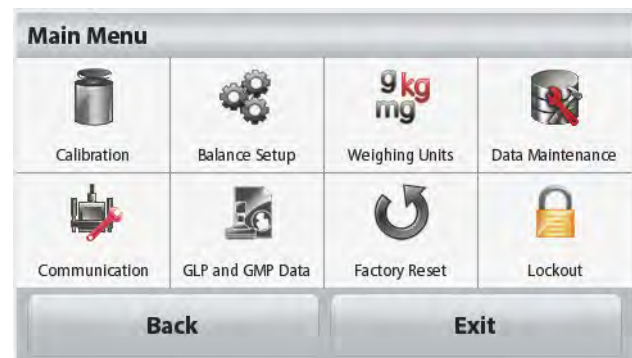 Main Menu
g kg
mg
Calibration
Balance Setup
Weighing Units
Data Maintenance
Communication
GLP and GMP Data
Factory Reset
Lockout
Back
Exit